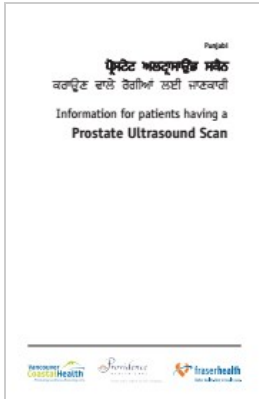 Punjabi
ਪ੍ਰੋਸਟੇਟ ਅਲਟ੍ਰਾਸਾਊਂਡ ਸਕੈਨ
ਕਰਾਉਣ ਵਾਲੇ ਰੋਗੀਆਂ ਲਈ ਜਾਣਕਾਰੀ
Information for patients having a
Prostate Ultrasound Scan
Vancouver
CoastalHealth
Providence
fraserhealth